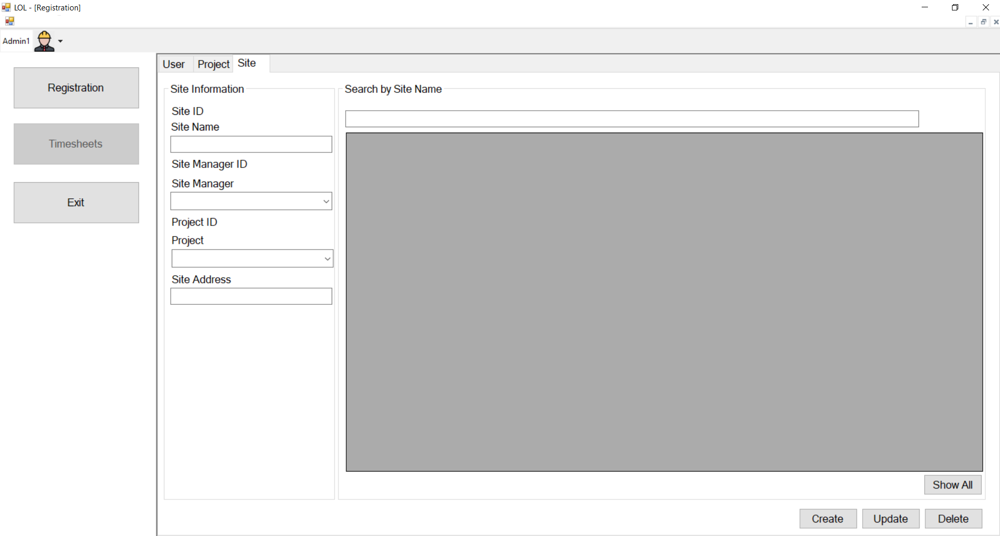 LOL - [Registration]
Admin1
Registration
Timesheets
Exit
User
Project
Site
Site Information
Site ID
Site Name
Site Manager ID
Site Manager
Project ID
Project
Site Address
Search by Site Name
Show All
Create
Update
Delete